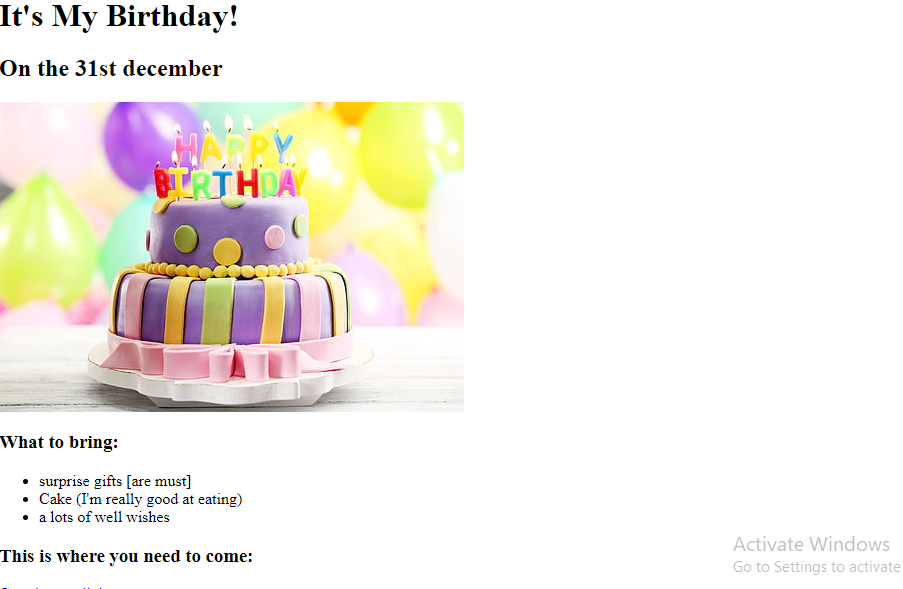 It's My Birthday!
On the 31st december
HAPPY
BIRTHDAY
What to bring:
surprise gifts [are must]
Cake (I'm really good at eating)
a lots of well wishes
This is where you need to come:
Activate Windows
Go to Settings to activate